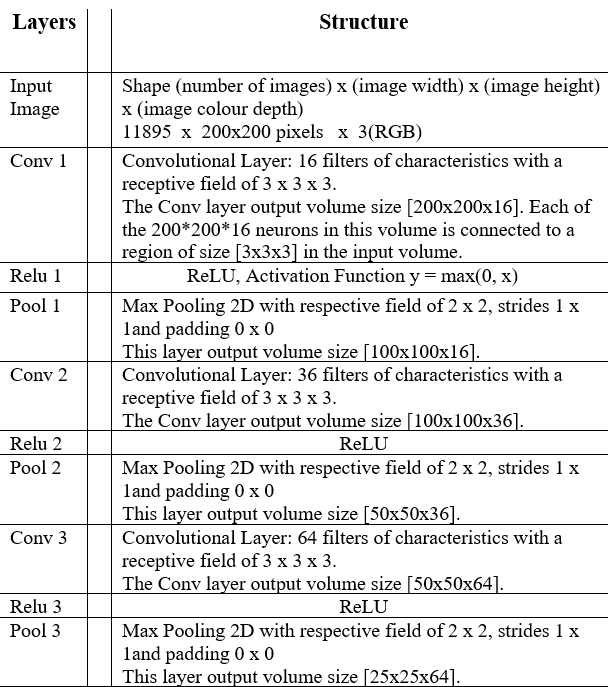 Layers Structure
Input Shape (number of images) x (image width) x (image height)
Image x (image colour depth)
11895 x 200x200 pixels x 3(RGB)
Conv 1 Convolutional Layer: 16 filters of characteristics with a
receptive field of 3 x 3 x 3.
The Conv layer output volume size [200x200x16]. Each of
the 200*200*16 neurons in this volume is connected to a
region of size [3x3x3] in the input volume.
Relu 1 ReLU, Activation Function y = max(0, x)
Pool 1 Max Pooling 2D with respective field of 2 x 2, strides 1 x
1and padding 0 x 0
This layer output volume size [100x100x16].
Conv 2 Convolutional Layer: 36 filters of characteristics with a
receptive field of 3 x 3 x 3.
The Conv layer output volume size [100x100x36].
Relu 2 ReLU
Pool 2 Max Pooling 2D with respective field of 2 x 2, strides 1 x
1and padding 0 x 0
This layer output volume size [50x50x36].
Conv 3 Convolutional Layer: 64 filters of characteristics with a
receptive field of 3 x 3 x 3.
The Conv layer output volume size [50x50x64].
Relu 3 ReLU
Pool 3 Max Pooling 2D with respective field of 2 x 2, strides 1 x
1and padding 0 x 0
This layer output volume size [25x25x64].